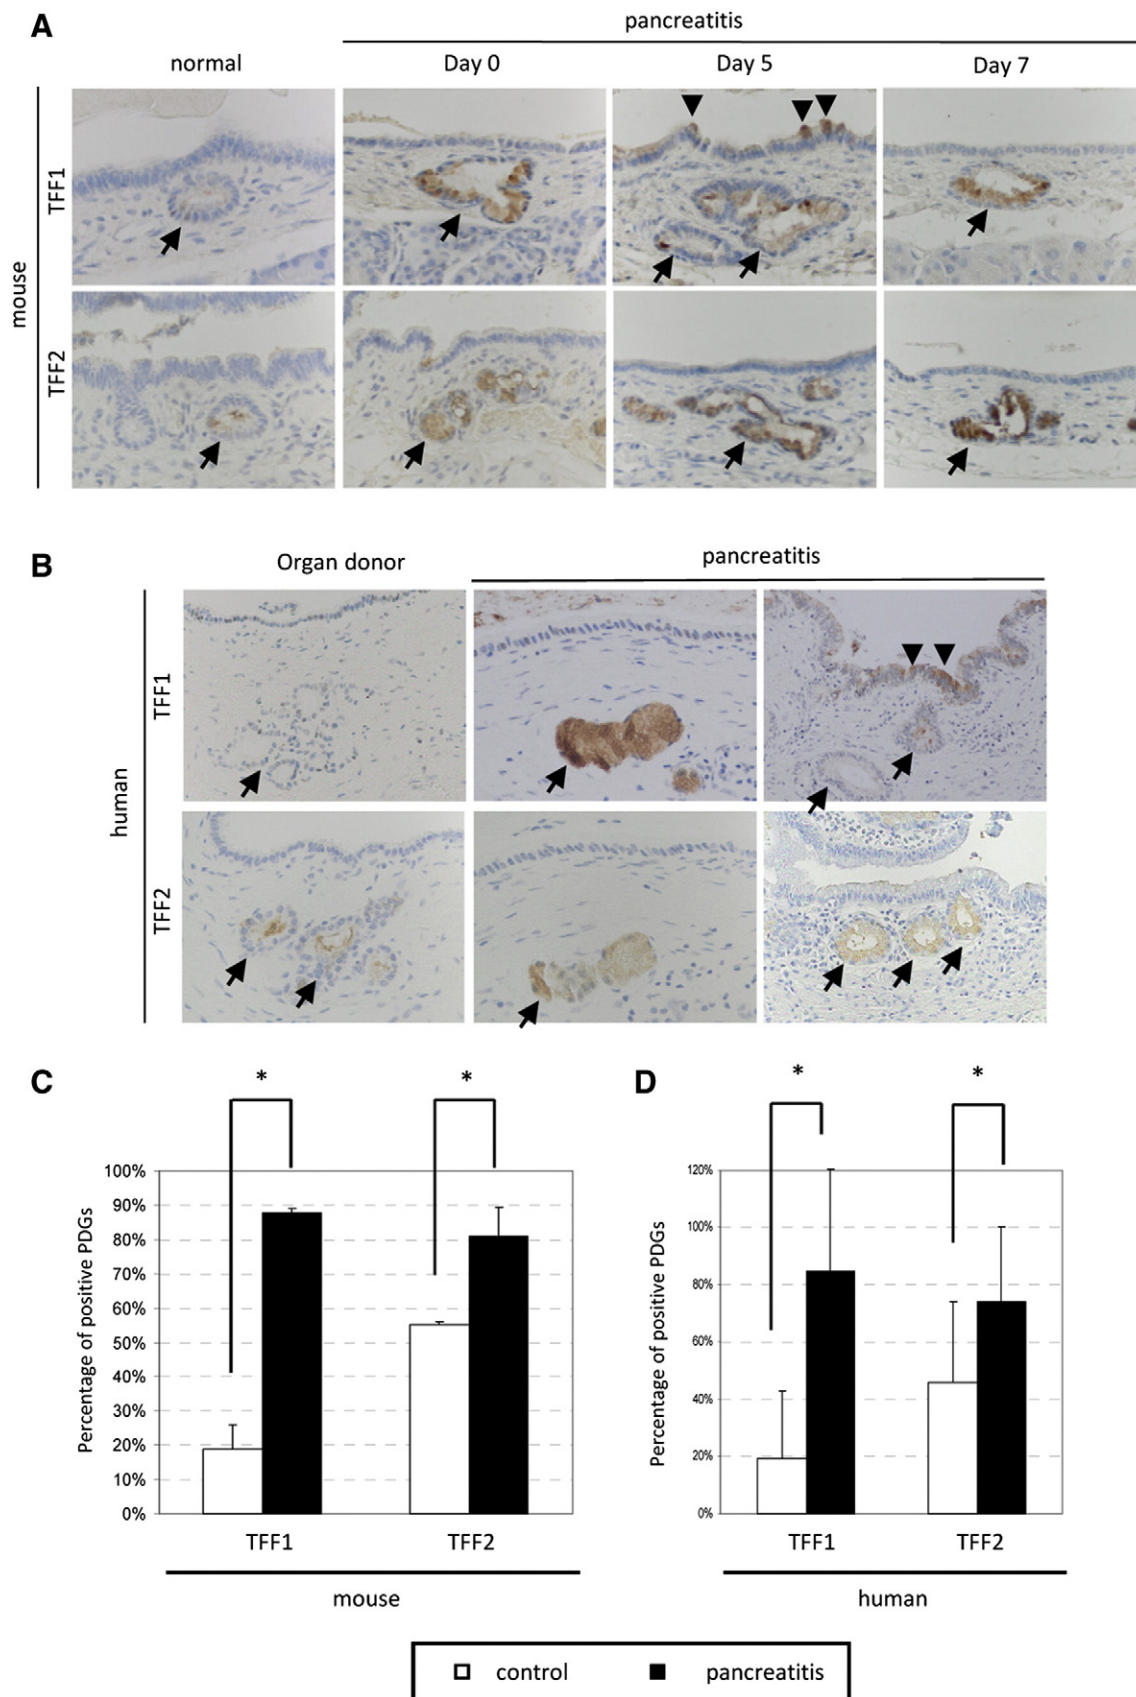 A
pancreatitis
normal
Day 0
Day 5
Day 7
mouse
TFF1
TFF2
B
Organ donor
pancreatitis
human
TFF1
TFF2
C
*
*
Percentage of positive PDGs
100%
90%
80%
70%
60%
50%
40%
30%
20%
10%
0%
TFF1
TFF2
mouse
D
*
*
Percentage of positive PDGs
120%
100%
80%
60%
40%
20%
0%
TFF1
TFF2
human
control
pancreatitis